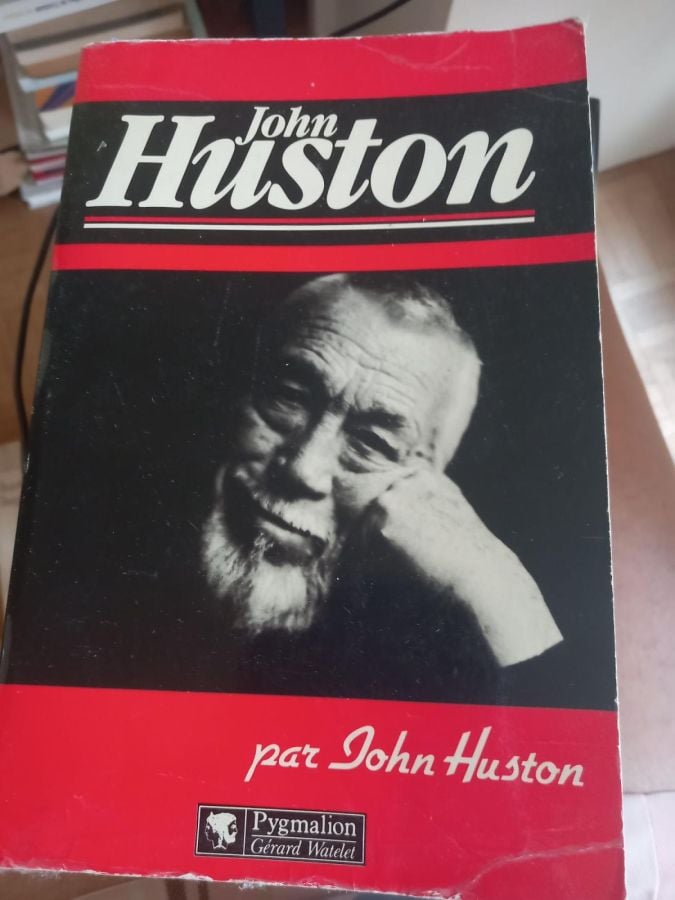 John
Huston
par John Huston
Pygmalion
Gérard Watelet